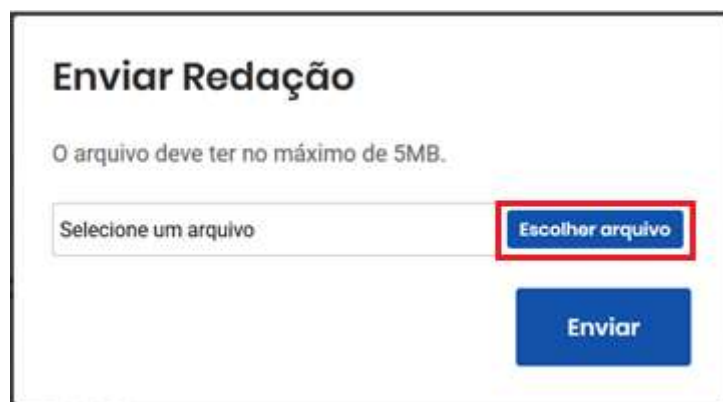 Enviar Redação
O arquivo deve ter no máximo de 5MB.
Selecione um arquivo
Escolher arquivo
Enviar